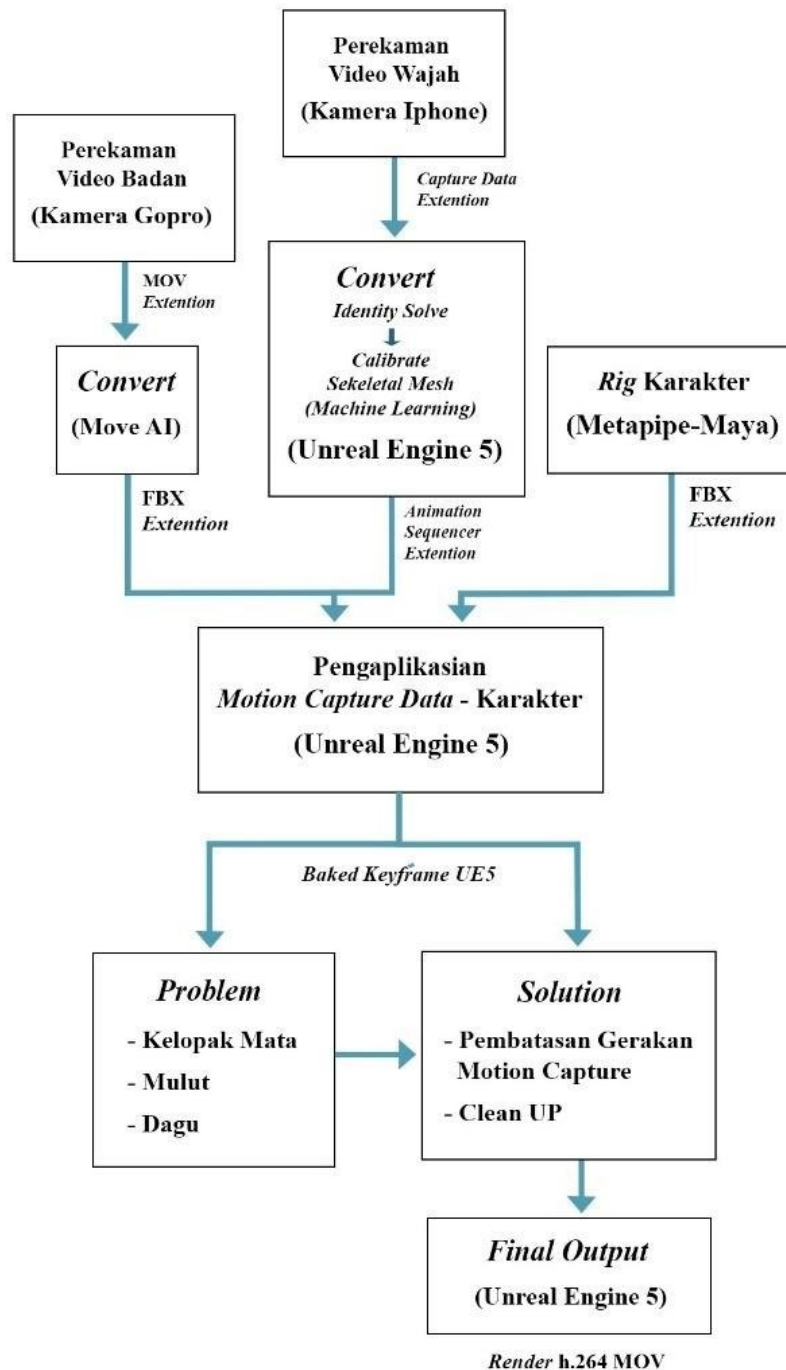 Perekaman
Video Wajah
(Kamera Iphone)
Perekaman
Video Badan
(Kamera Gopro)
Capture Data
Extention
MOV
Extention
Convert
Identity Solve
Calibrate
Sekeletal Mesh
(Machine Learning)
(Unreal Engine 5)
Convert
(Move AI)
Rig Karakter
(Metapipe-Maya)
FBX
Extention
Animation
Sequencer
Extention
FBX
Extention
Pengaplikasian
Motion Capture Data - Karakter
(Unreal Engine 5)
Baked Keyframe UE5
Problem
- Kelopak Mata
- Mulut
- Dagu
Solution
- Pembatasan Gerakan
Motion Capture
- Clean UP
Final Output
(Unreal Engine 5)
Render h.264 MOV